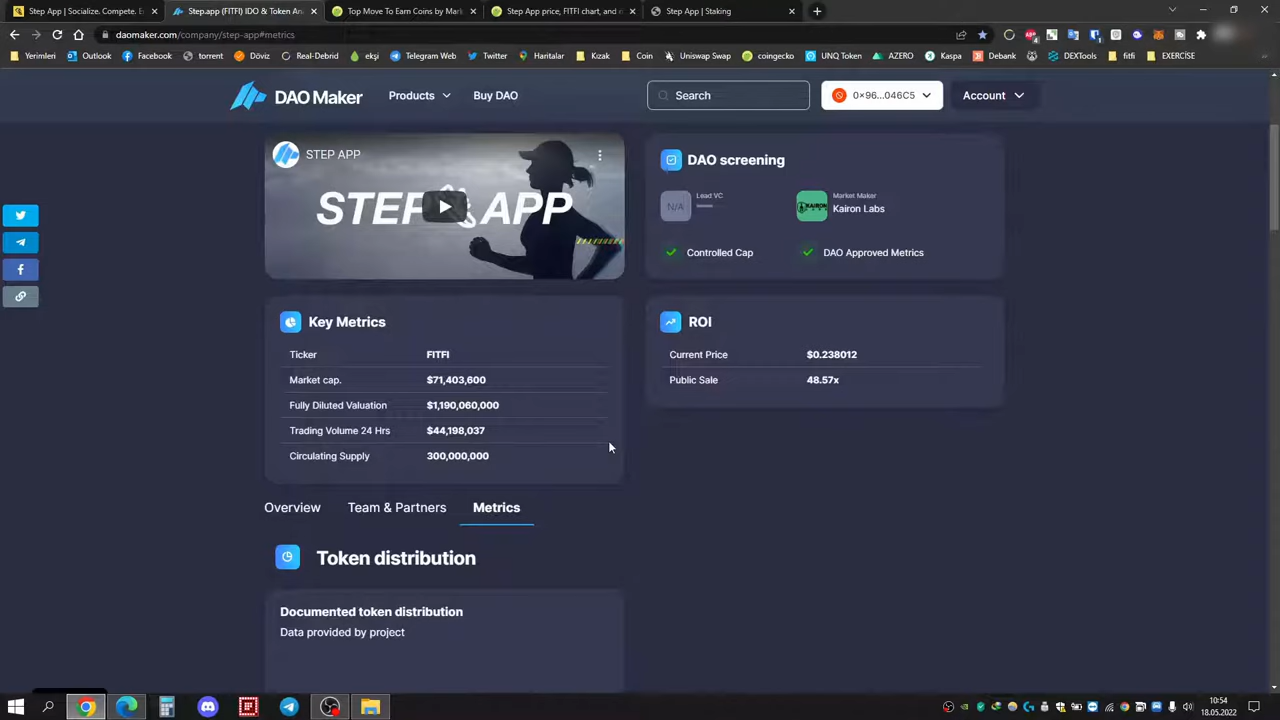 Step App | Socialize. Compete. E
Step.app (FITFI) IDO & Token An
Top Move To Earn Coins by Mark
Step App price, FITFI chart, and
Step App | Staking
daomaker.com/company/step-app#metrics
Yerimleri
Outlook
Facebook
torrent
Diğer
Real-Debrid
ekşi
Telegram Web
Twitter
Haritalar
Kızak
Coin
Uniswap Swap
coingecko
UNQ Token
AZERO
Kaspa
Debank
DEXTools
fitfi
EXERCİSE
DAO Maker
Products
Buy DAO
Search
0×96...046C5
Account
STEP APP
STEP APP
DAO screening
N/A
Lead VC
KAIRON
Market Maker
Kairon Labs
Controlled Cap
DAO Approved Metrics
Key Metrics
Ticker FITFI
Market cap. $71,403,600
Fully Diluted Valuation $1,190,060,000
Trading Volume 24 Hrs $44,198,037
Circulating Supply 300,000,000
ROI
Current Price $0.238012
Public Sale 48.57x
Overview
Team & Partners
Metrics
Token distribution
Documented token distribution
Data provided by project
10:54
18.05.2022